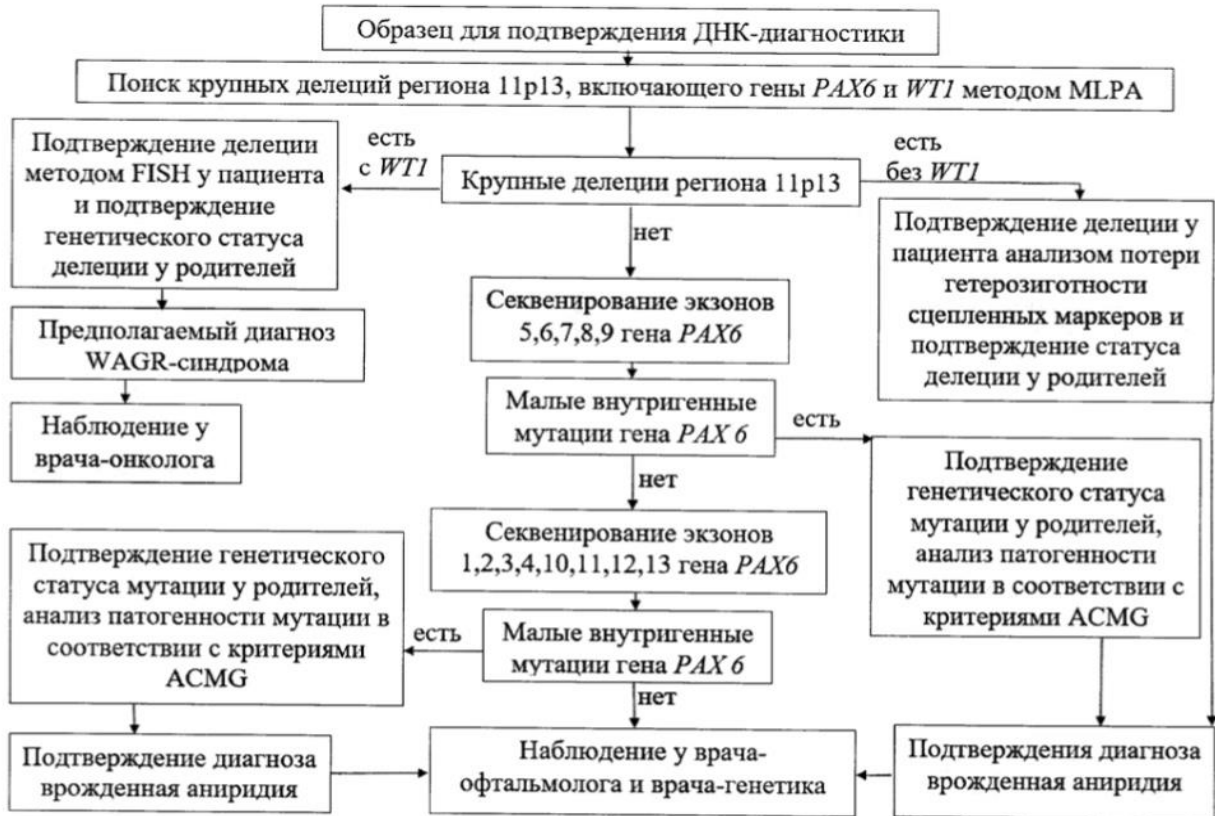 Образец для подтверждения ДНК-диагностики
Поиск крупных делеций региона 11p13, включающего гены PAX6 и WT1 методом MLPA
Подтверждение делеции
методом FISH у пациента
и подтверждение
генетического статуса
делеции у родителей
есть
с WT1
Крупные делеции региона 11p13
есть
без WT1
Подтверждение делеции у
пациента анализом потери
гетерозиготности
сцепленных маркеров и
подтверждение статуса
делеции у родителей
нет
Предполагаемый диагноз
WAGR-синдрома
Наблюдение у
врача-онколога
Секвенирование экзонов
5,6,7,8,9 гена PAX6
Малые внутригенные
мутации гена PAX 6
есть
Подтверждение
генетического статуса
мутации у родителей,
анализ патогенности
мутации в соответствии с
критериями ACMG
нет
Секвенирование экзонов
1,2,3,4,10,11,12,13 гена PAX6
Малые внутригенные
мутации гена PAX 6
есть
Подтверждение генетического
статуса мутации у родителей,
анализ патогенности мутации в
соответствии с критериями
ACMG
нет
Подтверждение диагноза
врожденная аниридия
Наблюдение у врача-
офтальмолога и врача-генетика
Подтверждения диагноза
врожденная аниридия